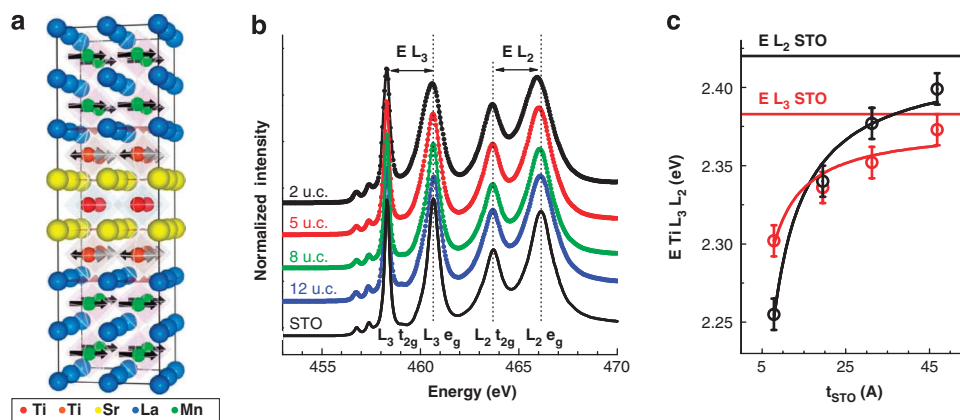 a
Ti Ti Sr La Mn
b
E L3 E L2
2 u.c.
5 u.c.
8 u.c.
12 u.c.
STO
L3 t2g L3 eg L2 t2g L2 eg
455 460 465 470
Energy (eV)
Normalized intensity
c
E L2 STO
E L3 STO
2.40
2.35
2.30
2.25
5 25 45
tSTO (A)
E Ti L3 L2 (eV)